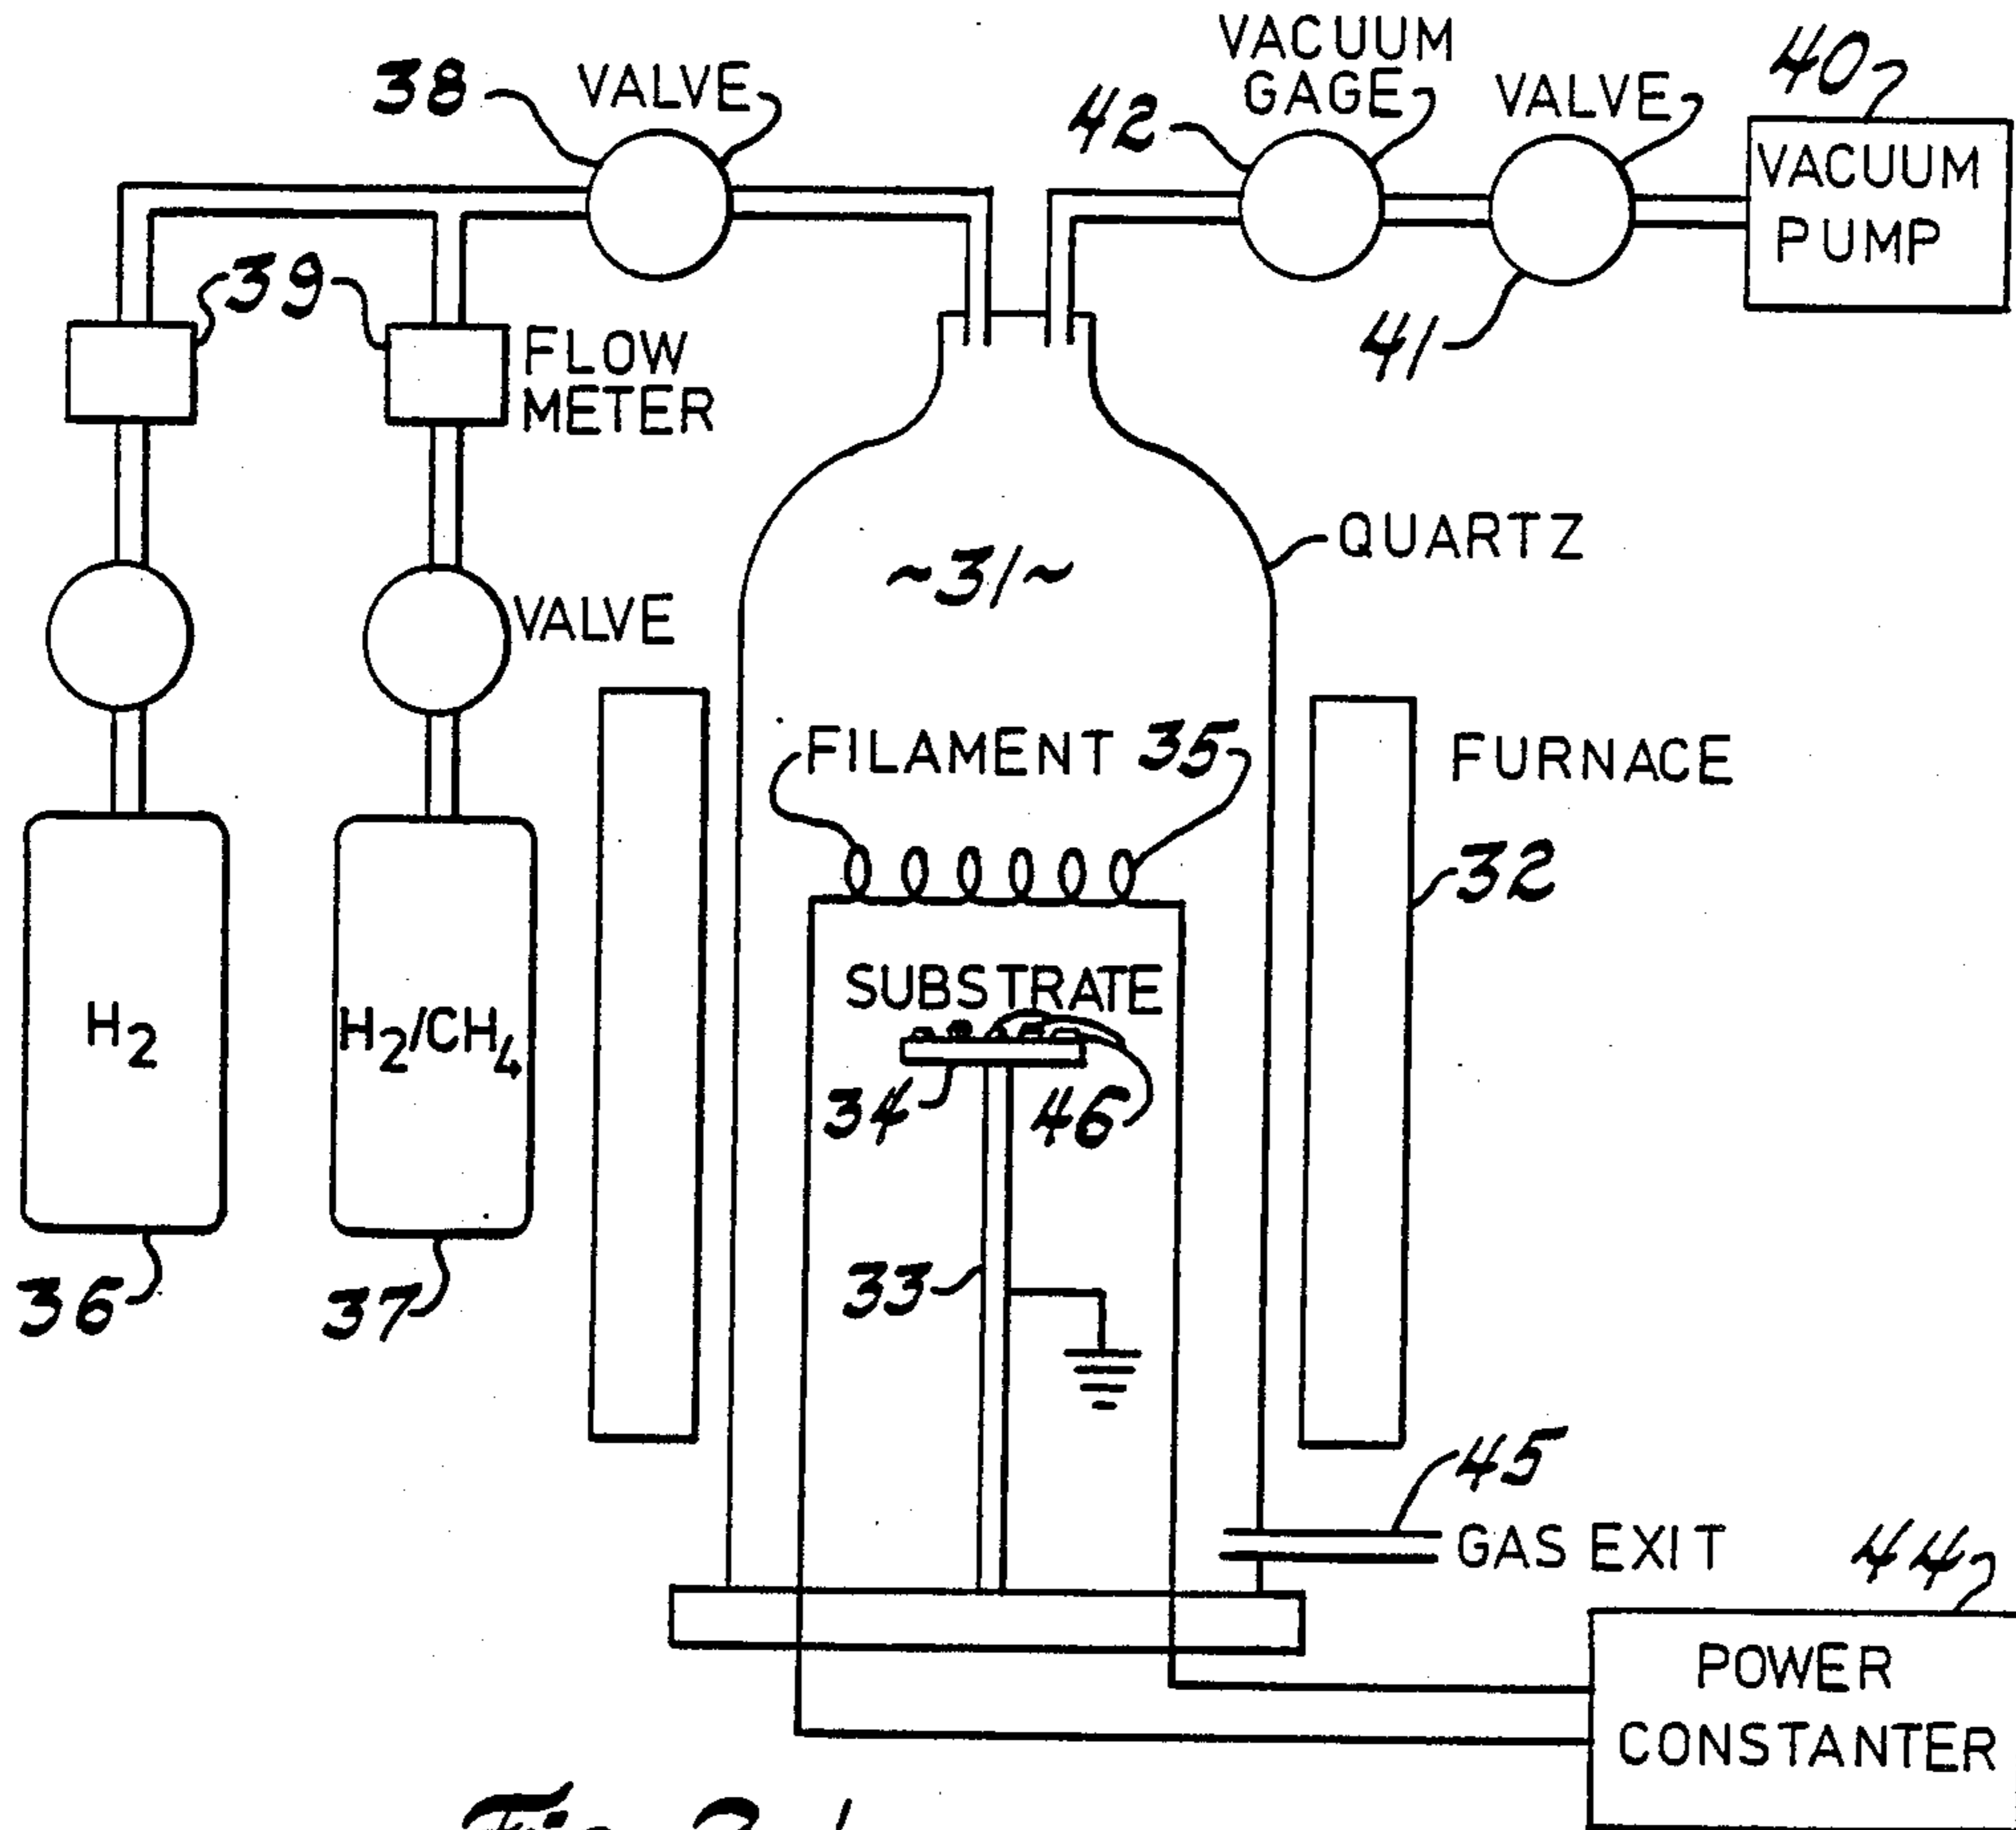 38
VALVE
42
VACUUM
GAGE
VALVE
40
VACUUM
PUMP
39
41
FLOW
METER
~31~
QUARTZ
VALVE
FILAMENT 35
FURNACE
32
SUBSTRATE
H2
H2/CH4
34
46
36
37
33
45
GAS EXIT
44
POWER
CONSTANTER